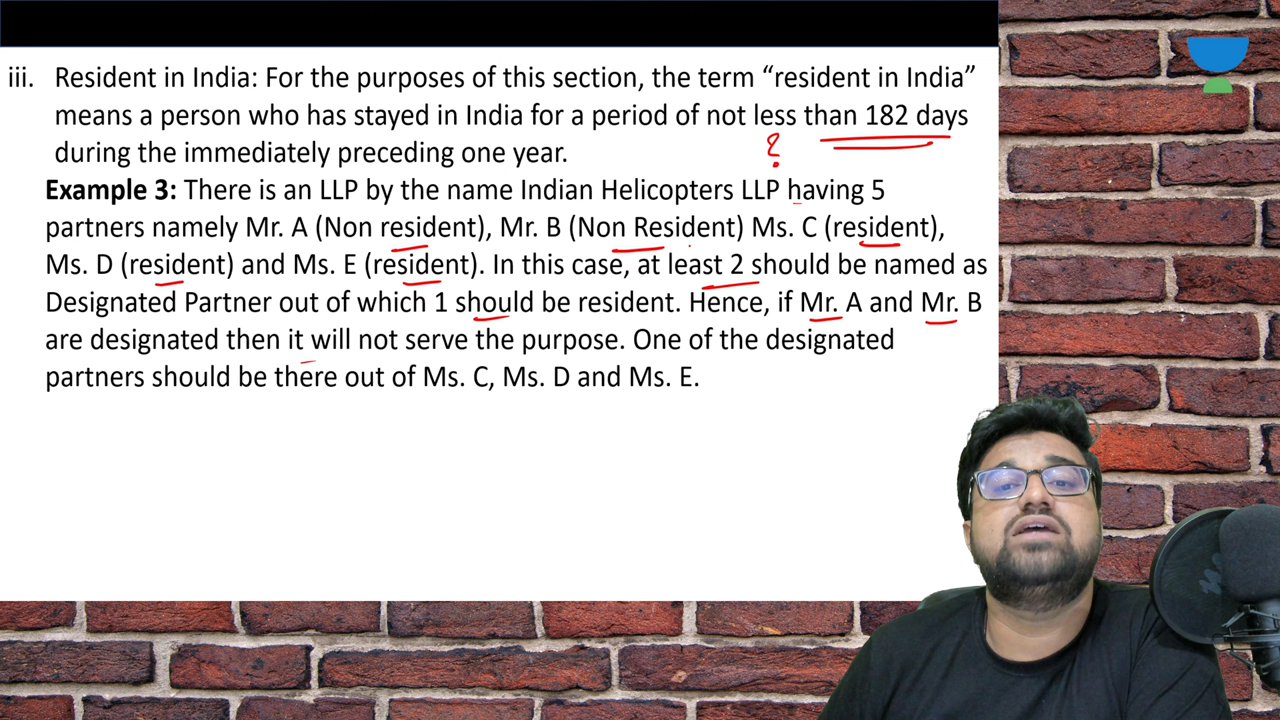 iii. Resident in India: For the purposes of this section, the term “resident in India”
means a person who has stayed in India for a period of not less than 182 days
during the immediately preceding one year.
?
Example 3: There is an LLP by the name Indian Helicopters LLP having 5
partners namely Mr. A (Non resident), Mr. B (Non Resident) Ms. C (resident),
Ms. D (resident) and Ms. E (resident). In this case, at least 2 should be named as
Designated Partner out of which 1 should be resident. Hence, if Mr. A and Mr. B
are designated then it will not serve the purpose. One of the designated
partners should be there out of Ms. C, Ms. D and Ms. E.